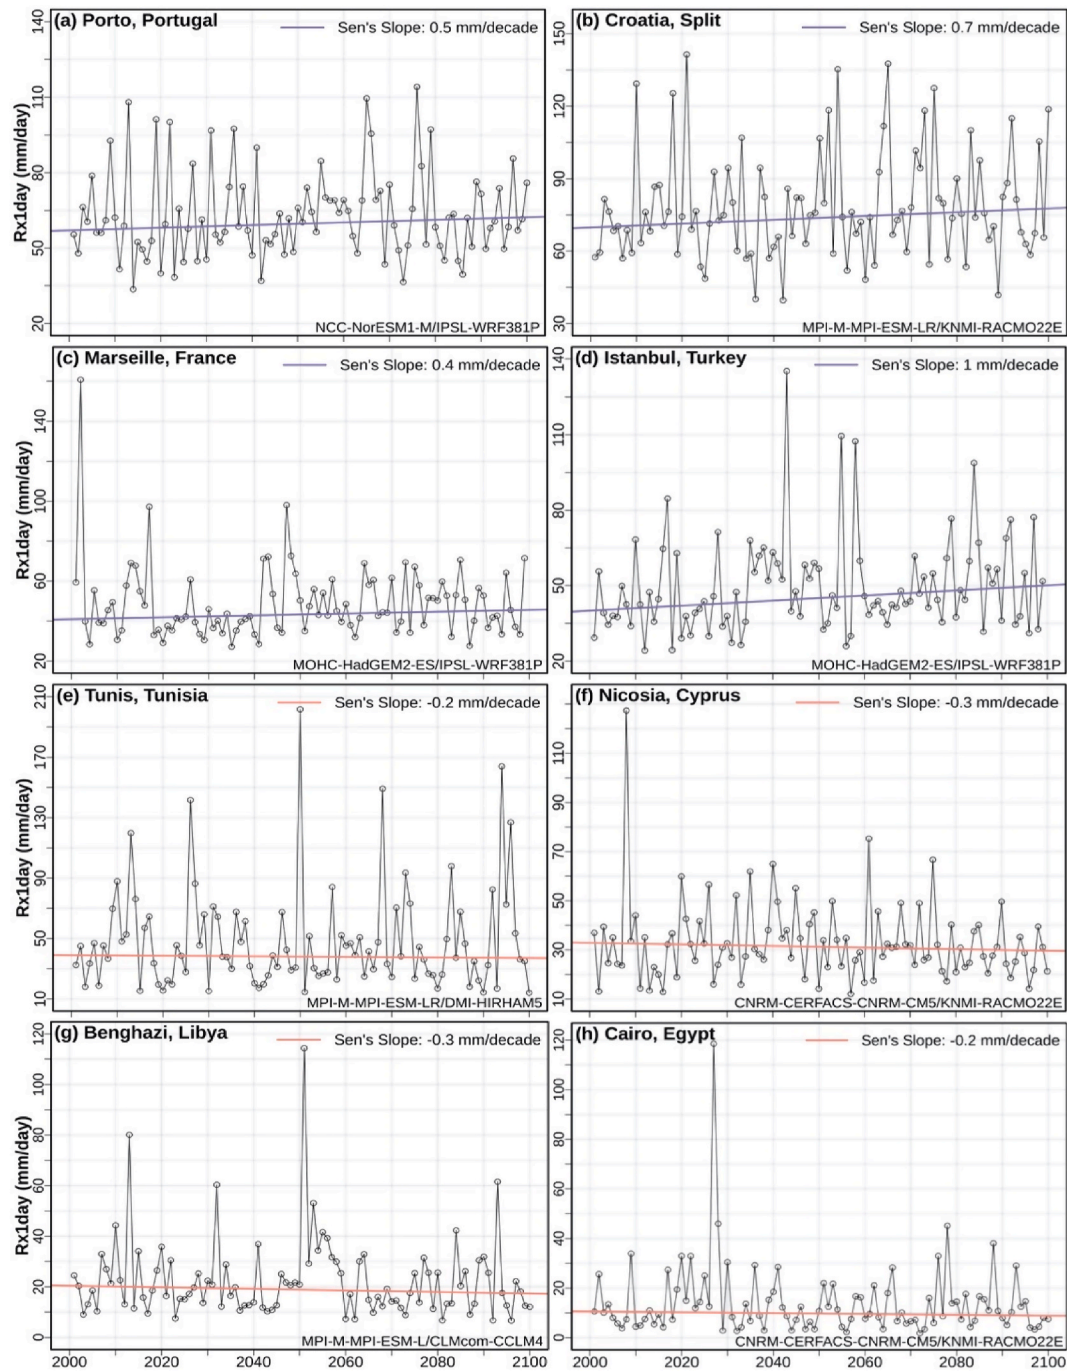 (a) Porto, Portugal
Sen's Slope: 0.5 mm/decade
Rx1day (mm/day)
140
110
80
50
20
NCC-NorESM1-M/IPSL-WRF381P
(b) Croatia, Split
Sen's Slope: 0.7 mm/decade
150
120
90
60
30
MPI-M-MPI-ESM-LR/KNMI-RACMO22E
(c) Marseille, France
Sen's Slope: 0.4 mm/decade
Rx1day (mm/day)
140
100
60
20
MOHC-HadGEM2-ES/IPSL-WRF381P
(d) Istanbul, Turkey
Sen's Slope: 1 mm/decade
140
110
80
50
20
MOHC-HadGEM2-ES/IPSL-WRF381P
(e) Tunis, Tunisia
Sen's Slope: -0.2 mm/decade
Rx1day (mm/day)
210
170
130
90
50
10
MPI-M-MPI-ESM-LR/DMI-HIRHAM5
(f) Nicosia, Cyprus
Sen's Slope: -0.3 mm/decade
110
90
70
50
30
10
CNRM-CERFACS-CNRM-CM5/KNMI-RACMO22E
(g) Benghazi, Libya
Sen's Slope: -0.3 mm/decade
Rx1day (mm/day)
120
100
80
60
40
20
0
MPI-M-MPI-ESM-L/CLMcom-CCLM4
2000 2020 2040 2060 2080 2100
(h) Cairo, Egypt
Sen's Slope: -0.2 mm/decade
120
100
80
60
40
20
0
CNRM-CERFACS-CNRM-CM5/KNMI-RACMO22E
2000 2020 2040 2060 2080 2100